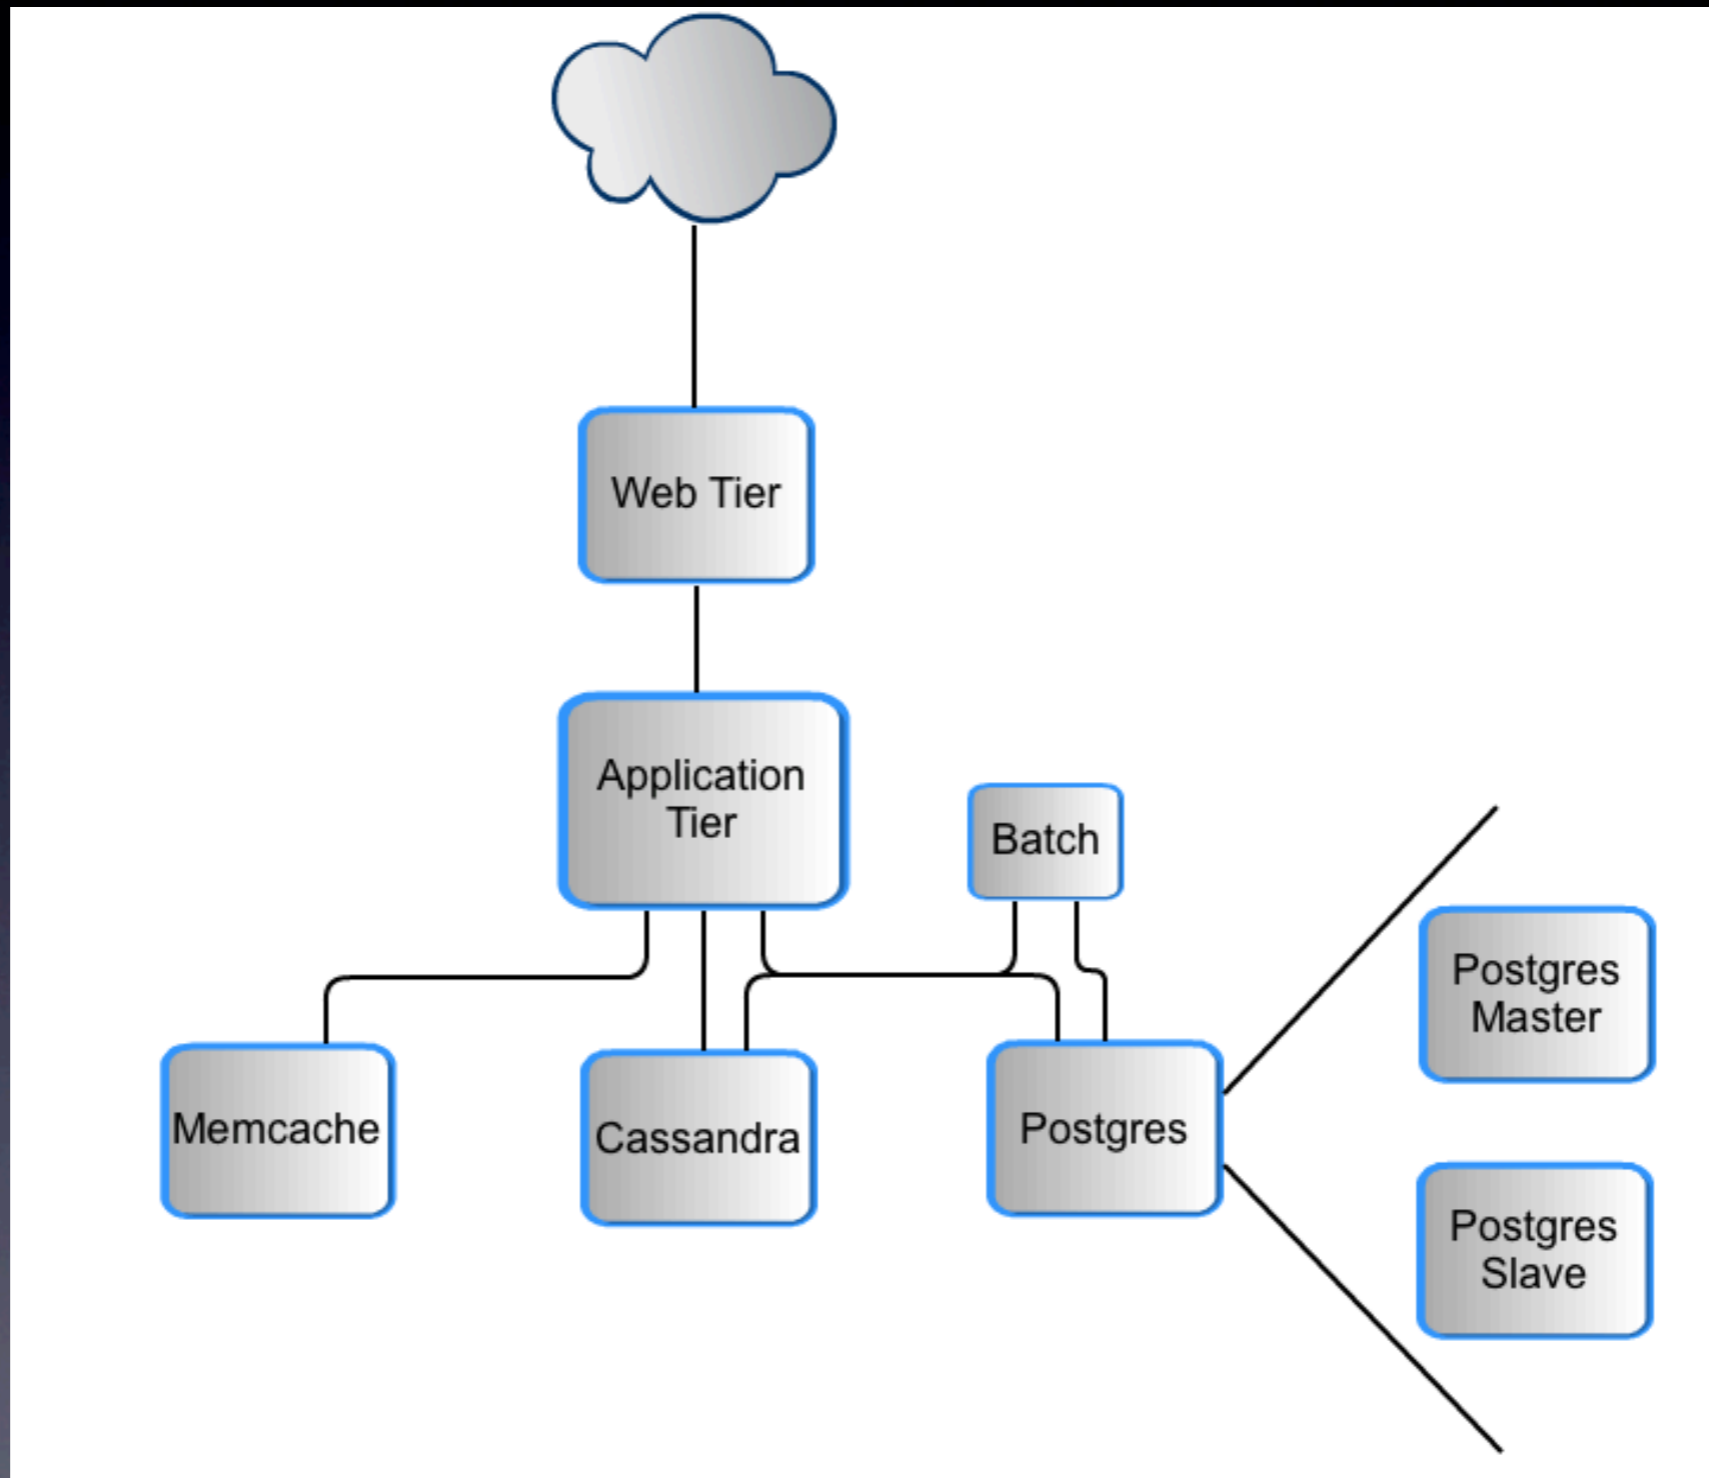 Web Tier
Application
Tier
Batch
Postgres
Master
Memcache
Cassandra
Postgres
Postgres
Slave